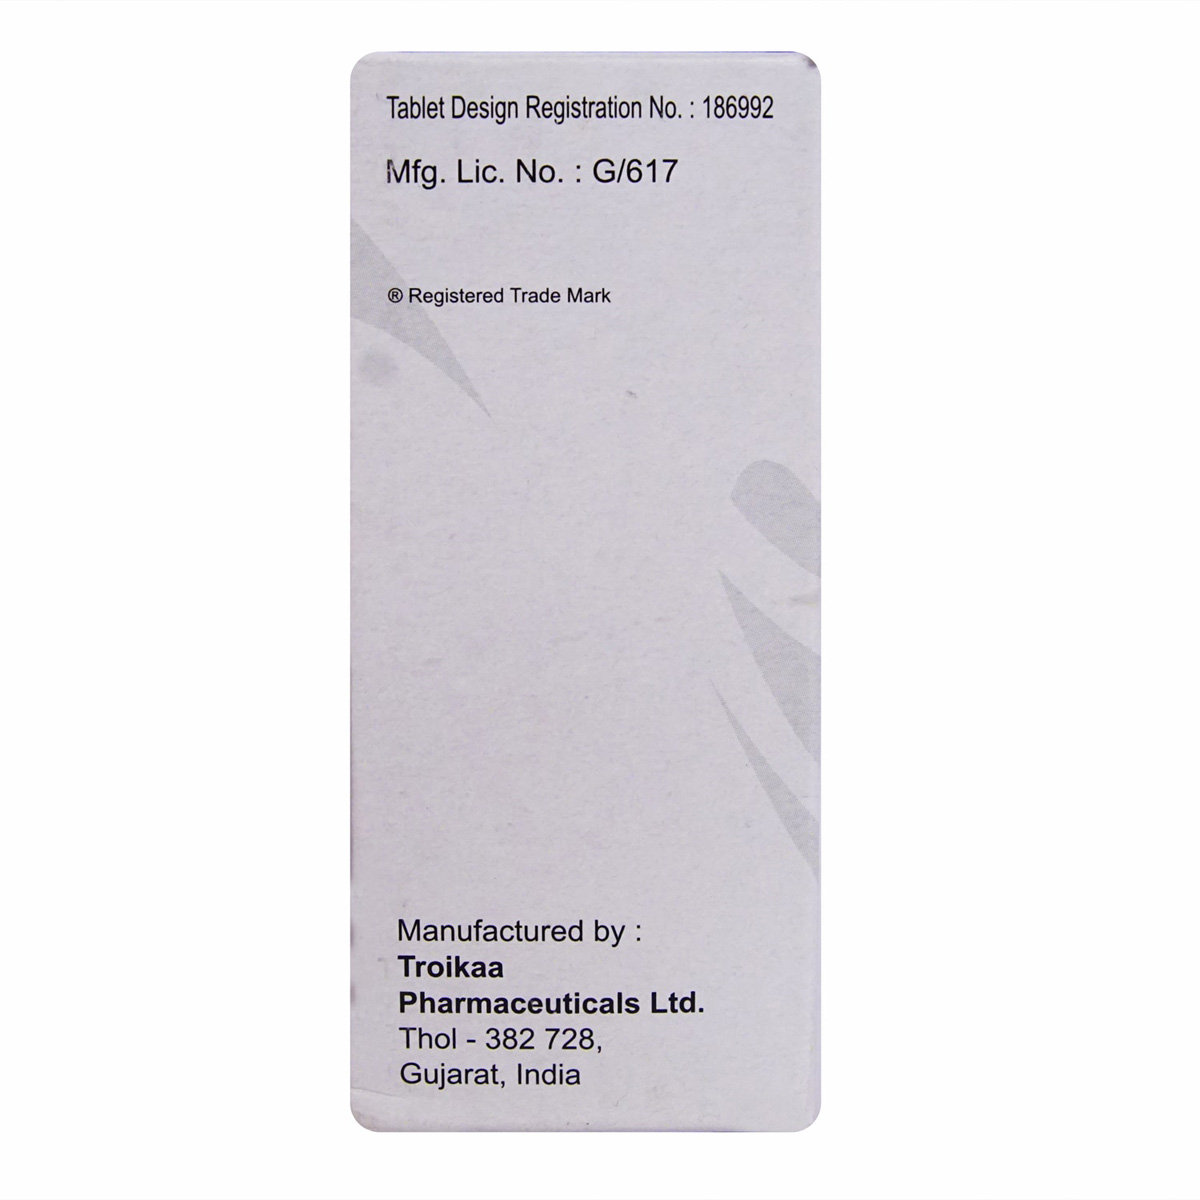 Tablet Design Registration No. : 186992
Mfg. Lic. No. : G/617
® Registered Trade Mark
Manufactured by :
Troikaa
Pharmaceuticals Ltd.
Thol - 382 728,
Gujarat, India